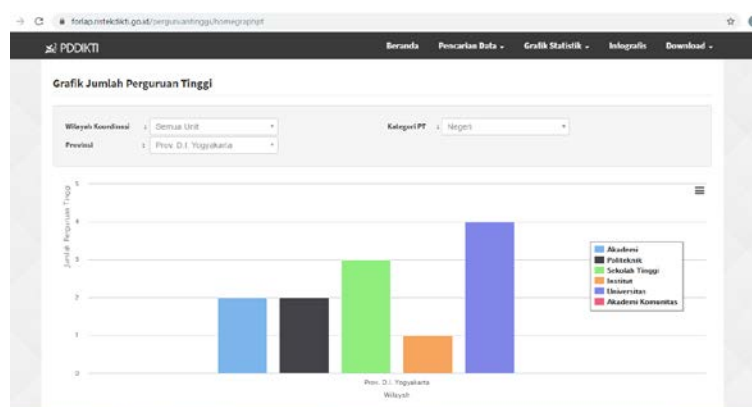 forlap.ristekdikti.go.id/perguruantinggi/homegraphpt
PDDIKTI Beranda Pencarian Data Grafik Statistik Infografis Download
Grafik Jumlah Perguruan Tinggi
Wilayah Koordinasi : Semua Unit Kategori PT : Negeri
Provinsi : Prov. D.I. Yogyakarta
Jumlah Perguruan Tinggi
5
4
3
2
1
0
Akademi
Politeknik
Sekolah Tinggi
Institut
Universitas
Akademi Komunitas
Prov. D.I. Yogyakarta
Wilayah